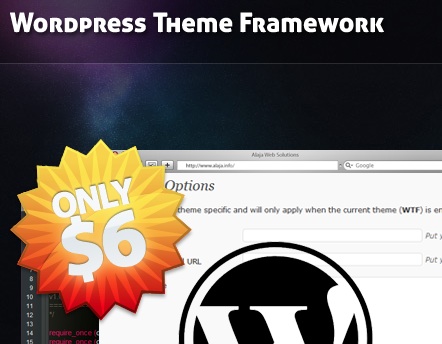 Wordpress Theme Framework
Alaja Web Solutions
http://www.alaja.info/
Google
Options
theme specific and will only apply when the current theme (WTF) is en
Put y
URL
Put y
ONLY
$6
8
9
10
11
12
13
14
15
*/
require_once (
require_once (